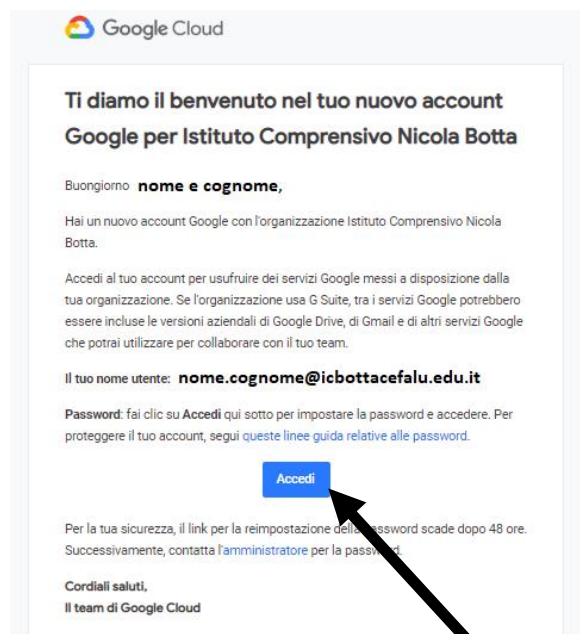 Google Cloud
Ti diamo il benvenuto nel tuo nuovo account
Google per Istituto Comprensivo Nicola Botta
Buongiorno nome e cognome,
Hai un nuovo account Google con l'organizzazione Istituto Comprensivo Nicola
Botta.
Accedi al tuo account per usufruire dei servizi Google messi a disposizione dalla
tua organizzazione. Se l'organizzazione usa G Suite, tra i servizi Google potrebbero
essere incluse le versioni aziendali di Google Drive, di Gmail e di altri servizi Google
che potrai utilizzare per collaborare con il tuo team.
Il tuo nome utente: nome.cognome@icbottacefalu.edu.it
Password: fai clic su Accedi qui sotto per impostare la password e accedere. Per
proteggere il tuo account, segui queste linee guida relative alle password.
Accedi
Per la tua sicurezza, il link per la reimpostazione della password scade dopo 48 ore.
Successivamente, contatta l'amministratore per la password.
Cordiali saluti,
Il team di Google Cloud